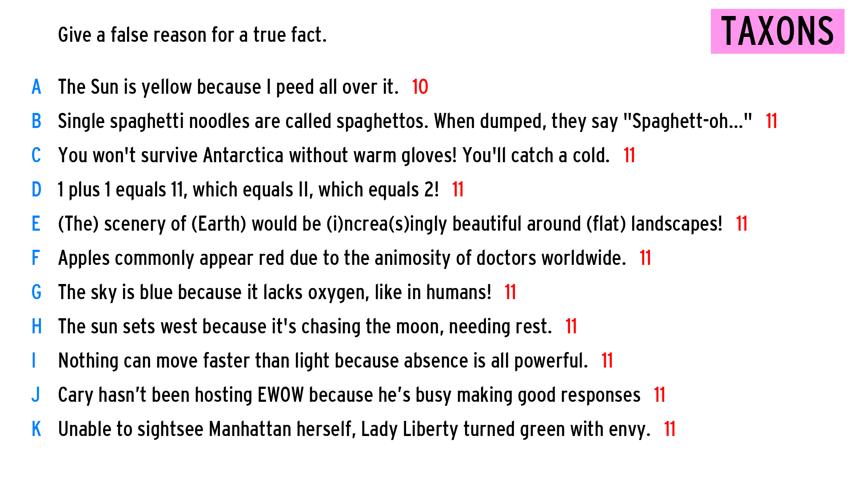 Give a false reason for a true fact.
TAXONS
A The Sun is yellow because I peed all over it. 10
B Single spaghetti noodles are called spaghettos. When dumped, they say "Spaghett-oh..." 11
C You won't survive Antarctica without warm gloves! You'll catch a cold. 11
D 1 plus 1 equals 11, which equals II, which equals 2! 11
E (The) scenery of (Earth) would be (i)ncrea(s)ingly beautiful around (flat) landscapes! 11
F Apples commonly appear red due to the animosity of doctors worldwide. 11
G The sky is blue because it lacks oxygen, like in humans! 11
H The sun sets west because it's chasing the moon, needing rest. 11
I Nothing can move faster than light because absence is all powerful. 11
J Cary hasn’t been hosting EWOW because he’s busy making good responses 11
K Unable to sightsee Manhattan herself, Lady Liberty turned green with envy. 11